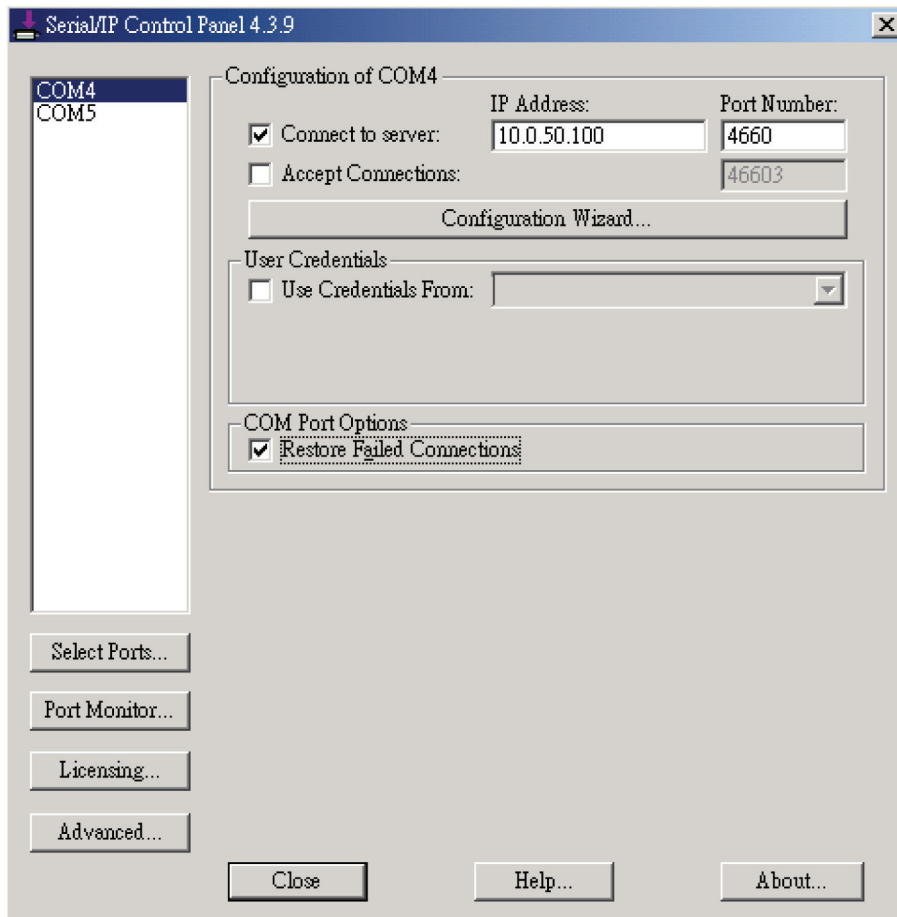 Serial/IP Control Panel 4.3.9
COM4
COM5
Configuration of COM4
IP Address: Port Number:
Connect to server: 10.0.50.100 4660
Accept Connections: 46603
Configuration Wizard...
User Credentials
Use Credentials From:
COM Port Options
Restore Failed Connections
Select Ports...
Port Monitor...
Licensing...
Advanced...
Close Help... About...